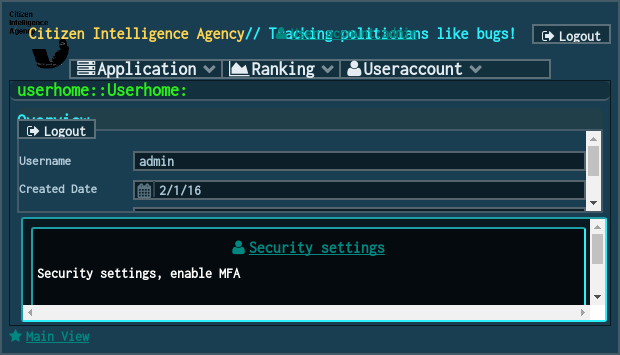 Citizen
Intelligence
Agency
Citizen Intelligence Agency// Tracking politicians like bugs!
Logout
Application
Ranking
Useraccount
userhome::Userhome:
Overview
Logout
Username
admin
Created Date
2/1/16
Security settings
Security settings, enable MFA
Main View